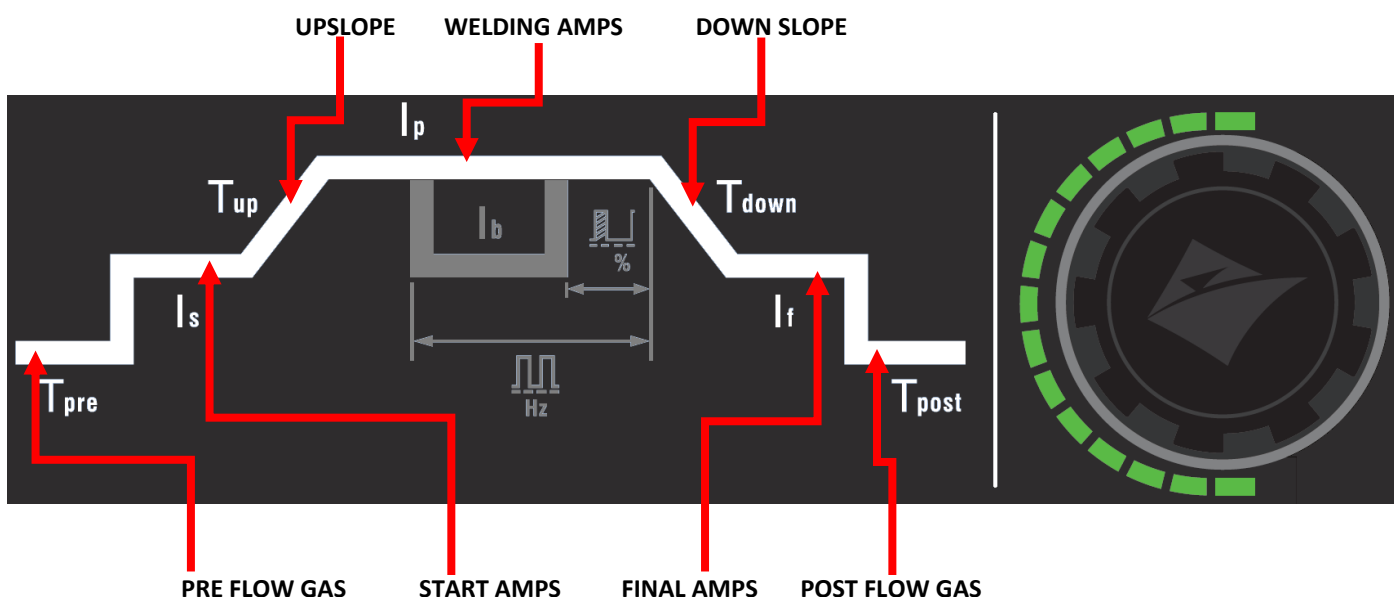 UPSLOPE
WELDING AMPS
DOWN SLOPE
Ip
Tup
Ib
%
Tdown
Is
If
Hz
Tpre
Tpost
PRE FLOW GAS
START AMPS
FINAL AMPS
POST FLOW GAS